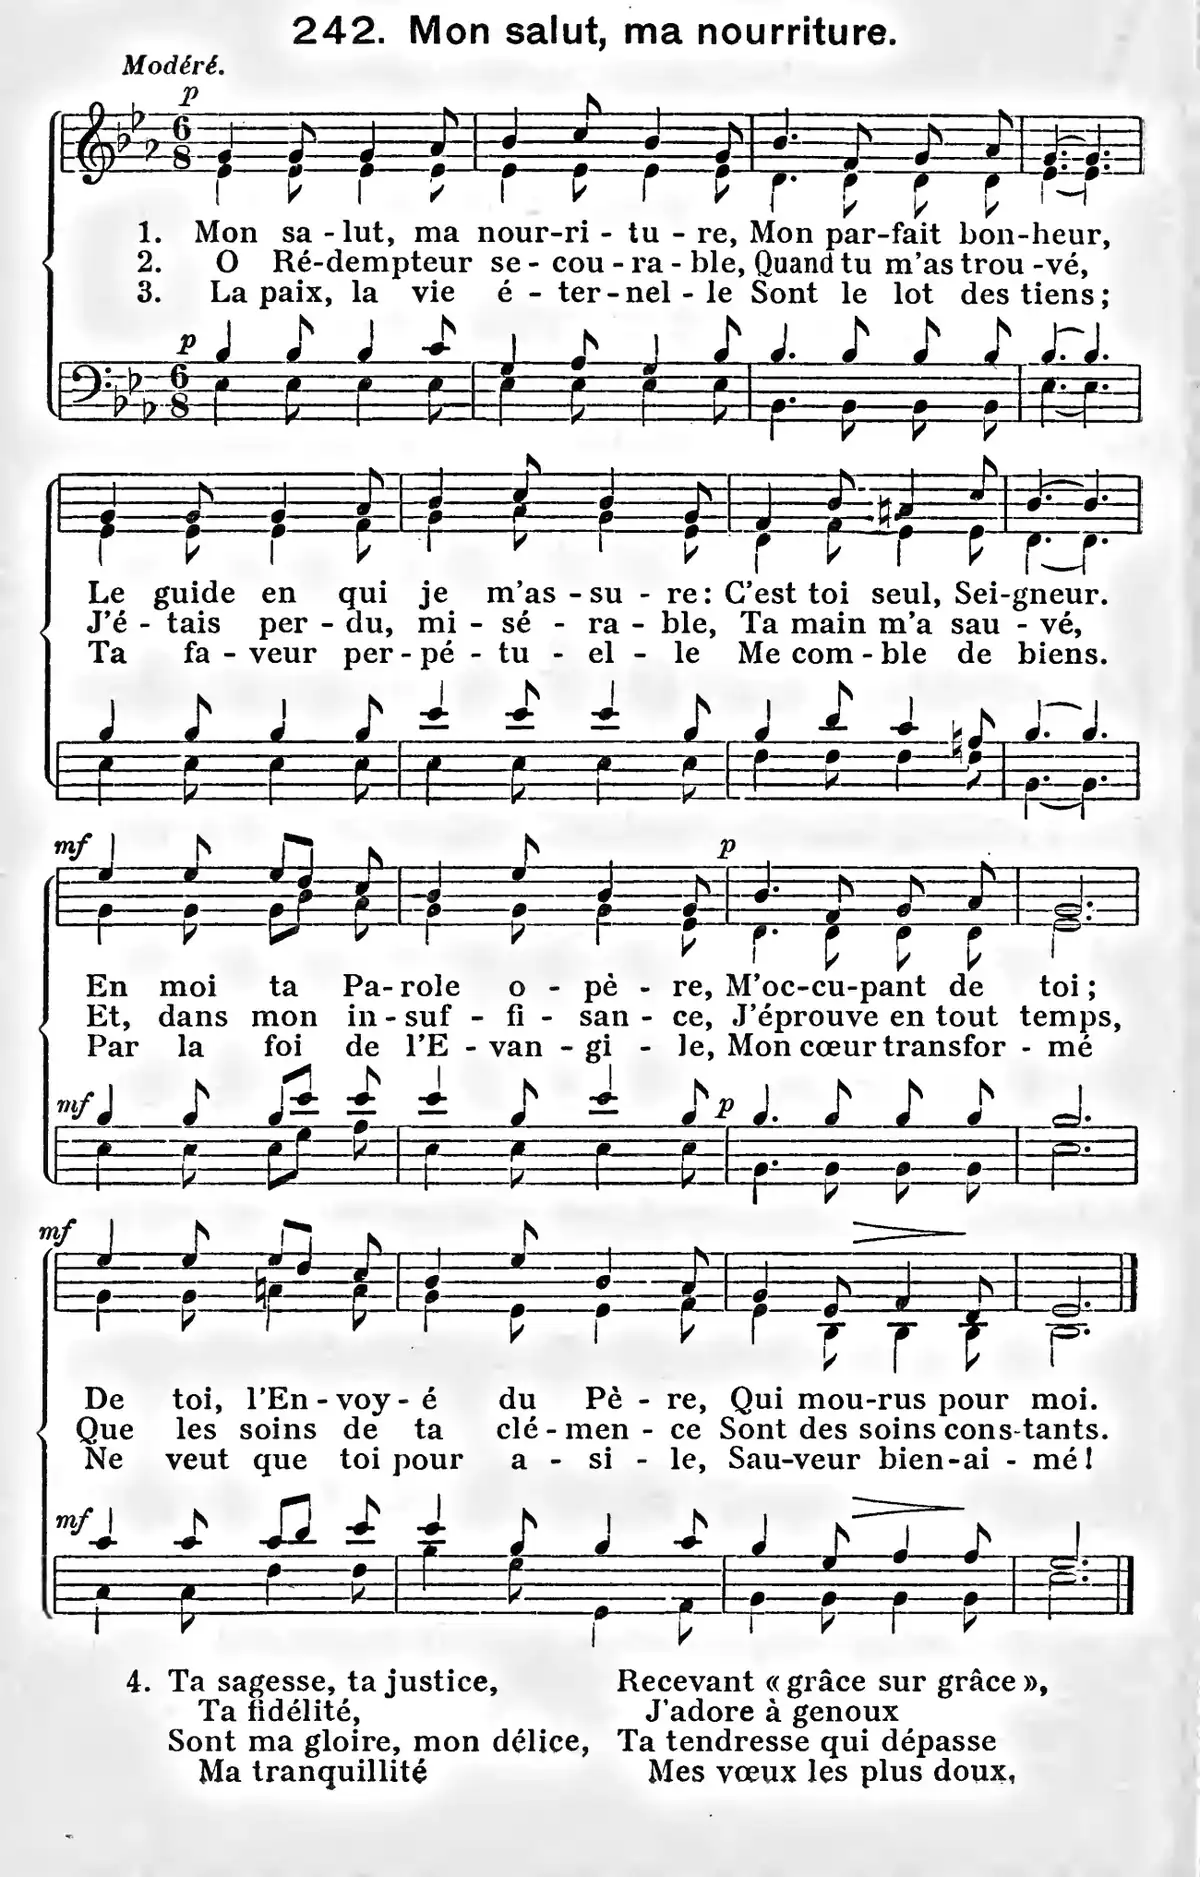 242. Mon salut, ma nourriture.
Modéré.
p
1. Mon sa - lut, ma nour-ri - tu - re, Mon par-fait bon-heur,
2. O Ré-dempteur se- cou - ra - ble, Quand tu m'as trou -vé,
3. La paix, la vie é - ter-nel - le Sont le lot des tiens;
p
Le guide en qui je m'as - su - re: C'est toi seul, Sei-gneur.
J'é - tais per - du, mi - sé - ra - ble, Ta main m'a sau - vé,
Ta fa - veur per-pé - tu - el - le Me com - ble de biens.
mf p
En moi ta Pa- role o - pè - re, M'oc-cu-pant de toi;
Et, dans mon in-suf - fi - san - ce, J'éprouve en tout temps,
Par la foi de l'E - van - gi - le, Mon cœur transfor - mé
mf p
mf
De toi, l'En-voy- é du Pè - re, Qui mou-rus pour moi.
Que les soins de ta clé-men - ce Sont des soins cons-tants.
Ne veut que toi pour a - si - le, Sau-veur bien-ai - mé!
mf
4. Ta sagesse, ta justice,
Ta fidélité,
Sont ma gloire, mon délice,
Ma tranquillité
Recevant « grâce sur grâce »,
J'adore à genoux
Ta tendresse qui dépasse
Mes vœux les plus doux.